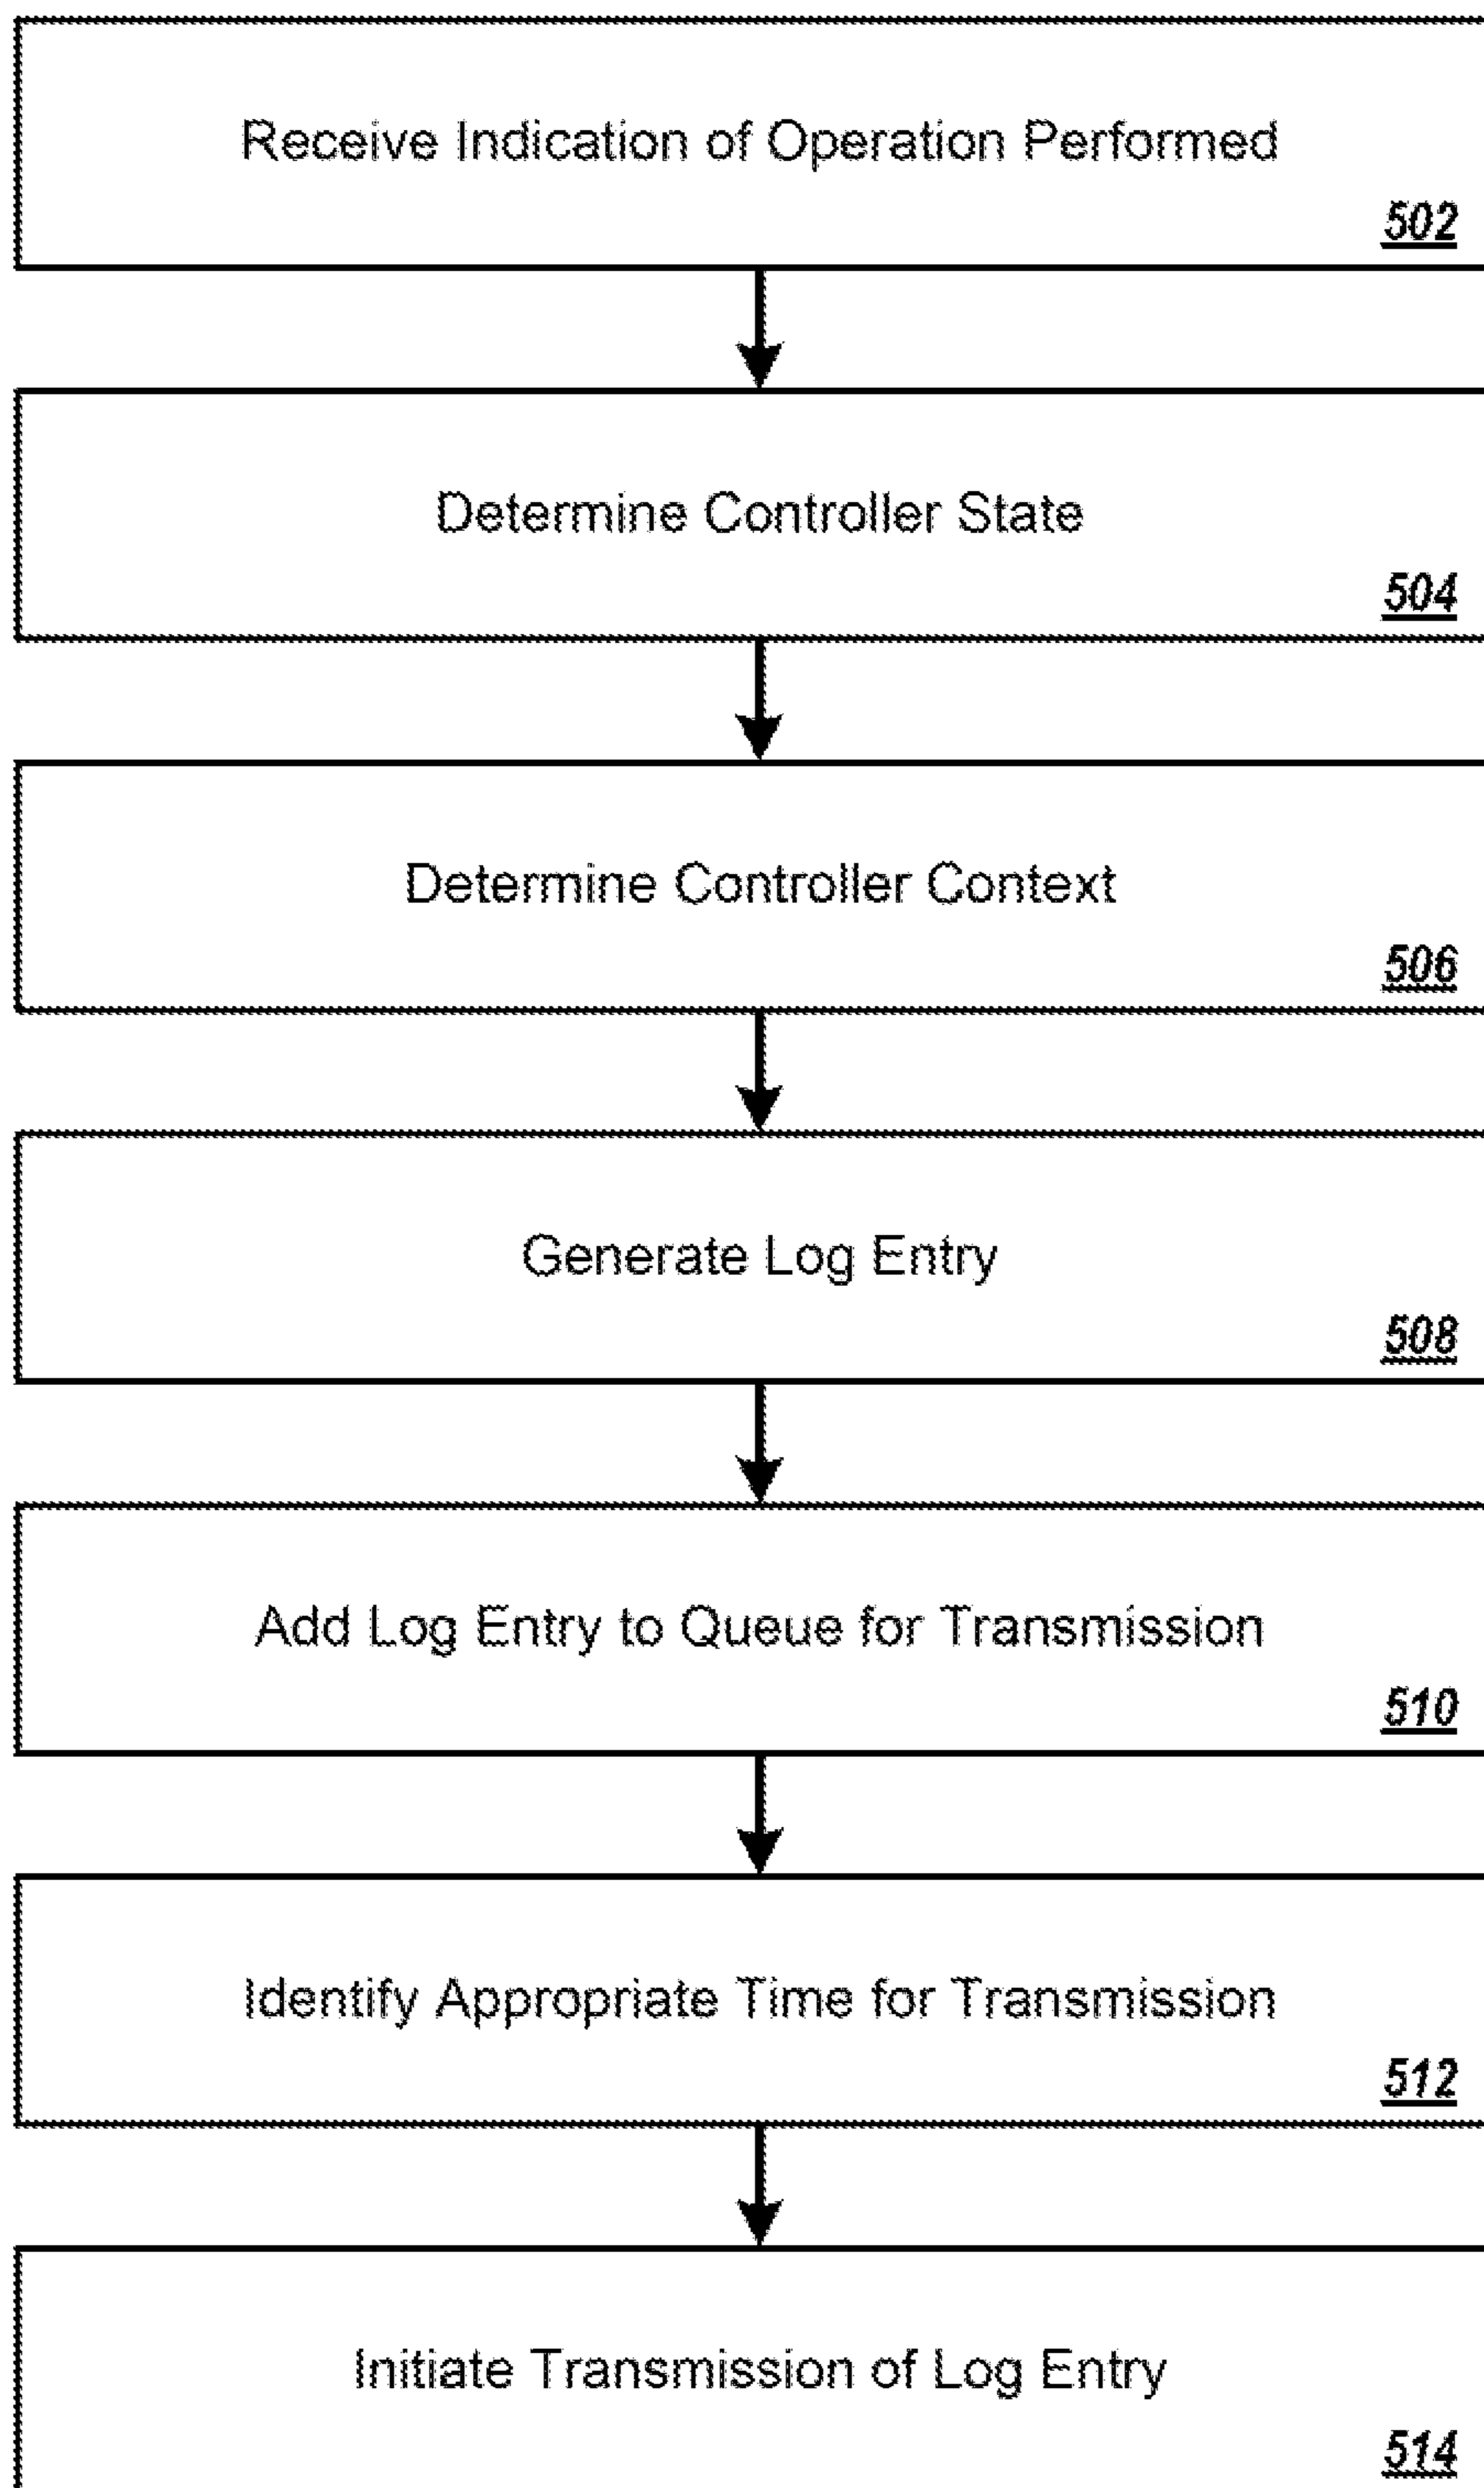 Receive Indication of Operation Performed
502
Determine Controller State
504
Determine Controller Context
506
Generate Log Entry
508
Add Log Entry to Queue for Transmission
510
Identify Appropriate Time for Transmission
512
Initiate Transmission of Log Entry
514